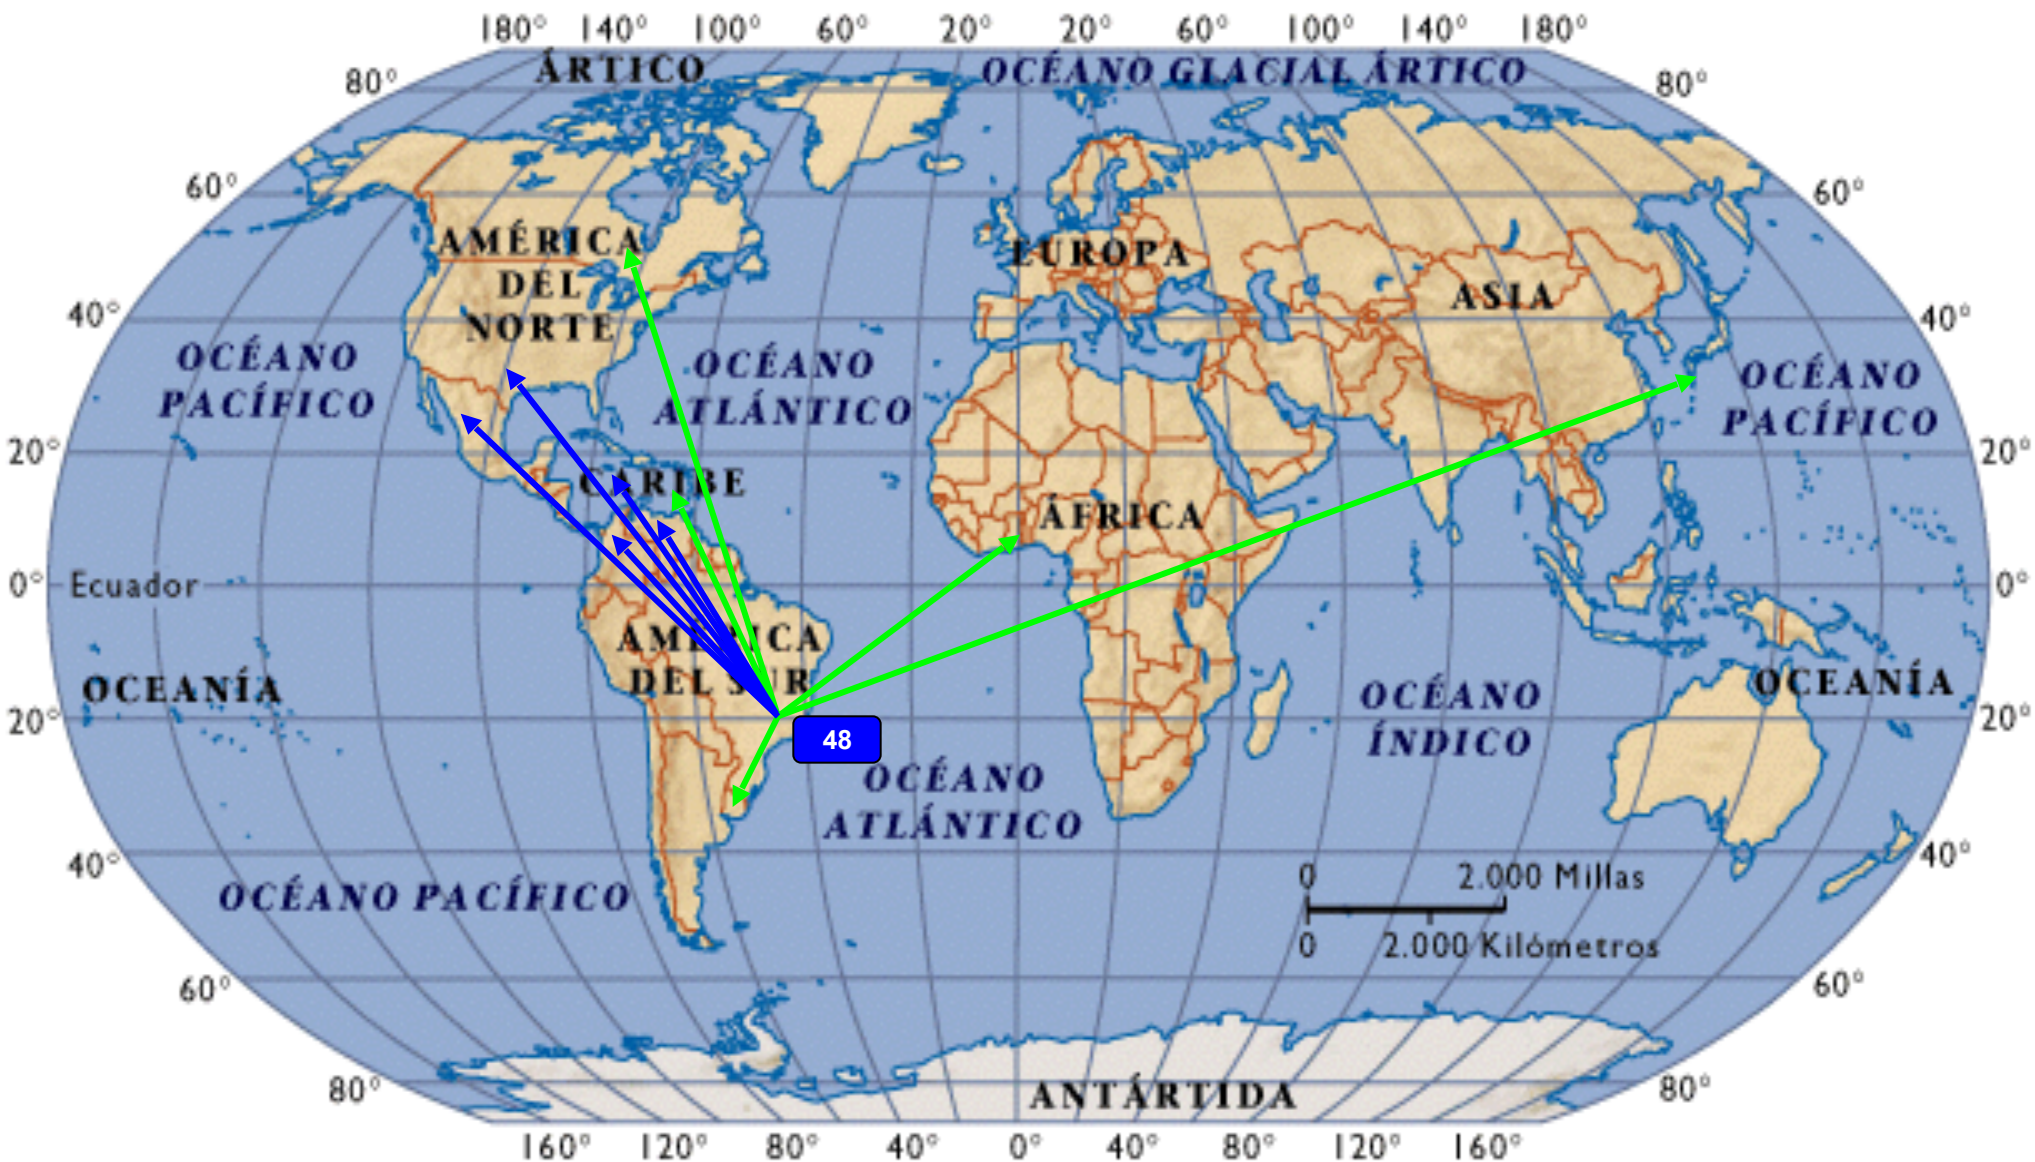 180° 140° 100° 60° 20° 20° 60° 100° 140° 180°
ÁRTICO
OCÉANO GLACIAL ÁRTICO
80°
80°
60°
60°
AMÉRICA
DEL
NORTE
EUROPA
ASIA
40°
40°
OCÉANO
PACÍFICO
OCÉANO
ATLÁNTICO
OCÉANO
PACÍFICO
20°
20°
CARIBE
ÁFRICA
0°
Ecuador
0°
AMÉRICA
DEL SUR
OCEANÍA
OCEANÍA
OCÉANO
ÍNDICO
20°
20°
48
OCÉANO
ATLÁNTICO
40°
40°
OCÉANO PACÍFICO
0 2.000 Millas
0 2.000 Kilómetros
60°
60°
80°
80°
ANTÁRTIDA
160° 120° 80° 40° 0° 40° 80° 120° 160°